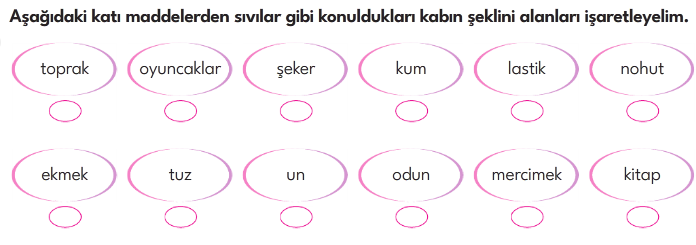 Aşağıdaki katı maddelerden sıvılar gibi konuldukları kabın şeklini alanları işaretleyelim.
toprak oyuncaklar şeker kum lastik nohut
ekmek tuz un odun mercimek kitap